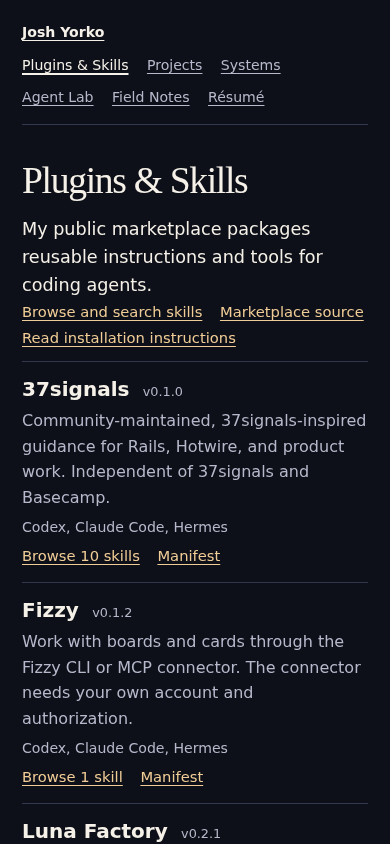 Josh Yorko
Plugins & Skills Projects Systems
Agent Lab Field Notes Résumé
Plugins & Skills
My public marketplace packages
reusable instructions and tools for
coding agents.
Browse and search skills Marketplace source
Read installation instructions
37signals v0.1.0
Community-maintained, 37signals-inspired
guidance for Rails, Hotwire, and product
work. Independent of 37signals and
Basecamp.
Codex, Claude Code, Hermes
Browse 10 skills Manifest
Fizzy v0.1.2
Work with boards and cards through the
Fizzy CLI or MCP connector. The connector
needs your own account and
authorization.
Codex, Claude Code, Hermes
Browse 1 skill Manifest
Luna Factory v0.2.1